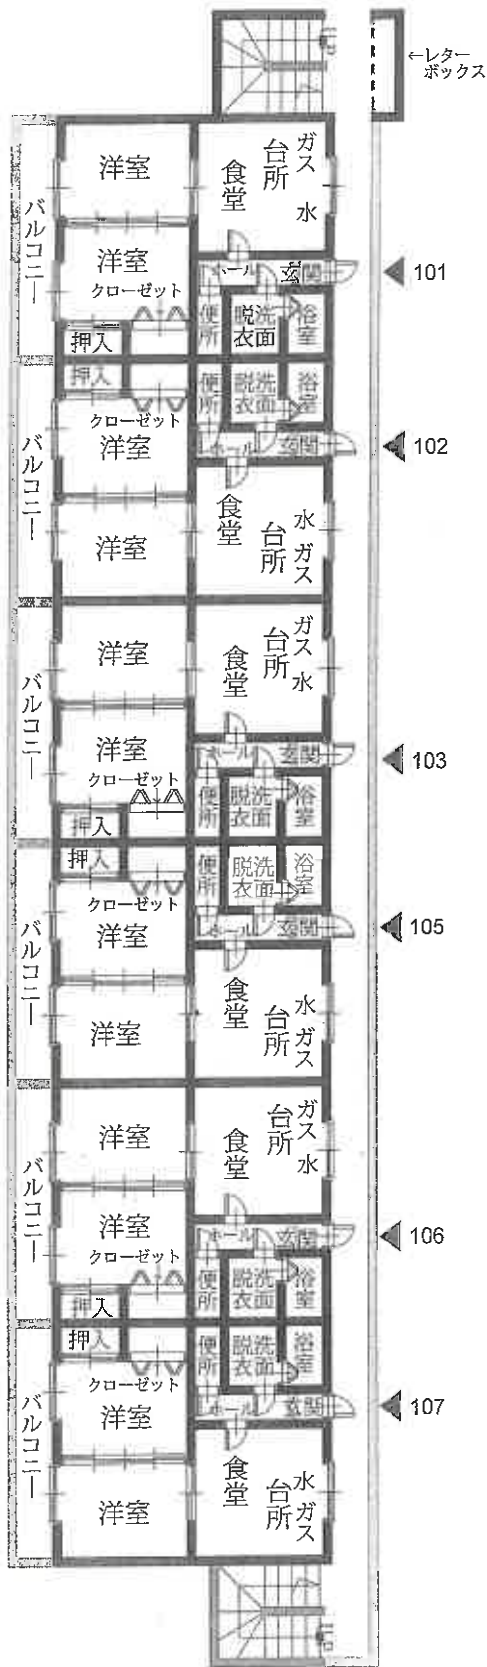 ←レター
ボックス
洋室
食堂
台所
ガス
水
バルコニー
洋室
クローゼット
押入
ホール
玄関
便所
脱衣
洗面
浴室
101
押入
クローゼット
洋室
バルコニー
便所
脱衣
洗面
浴室
ホール
玄関
102
洋室
食堂
台所
水
ガス
洋室
食堂
台所
ガス
水
バルコニー
洋室
クローゼット
押入
ホール
玄関
便所
脱衣
洗面
浴室
103
押入
クローゼット
洋室
バルコニー
便所
脱衣
洗面
浴室
ホール
玄関
105
洋室
食堂
台所
水
ガス
洋室
食堂
台所
ガス
水
バルコニー
洋室
クローゼット
押入
ホール
玄関
便所
脱衣
洗面
浴室
106
押入
クローゼット
洋室
バルコニー
便所
脱衣
洗面
浴室
ホール
玄関
107
洋室
食堂
台所
水
ガス